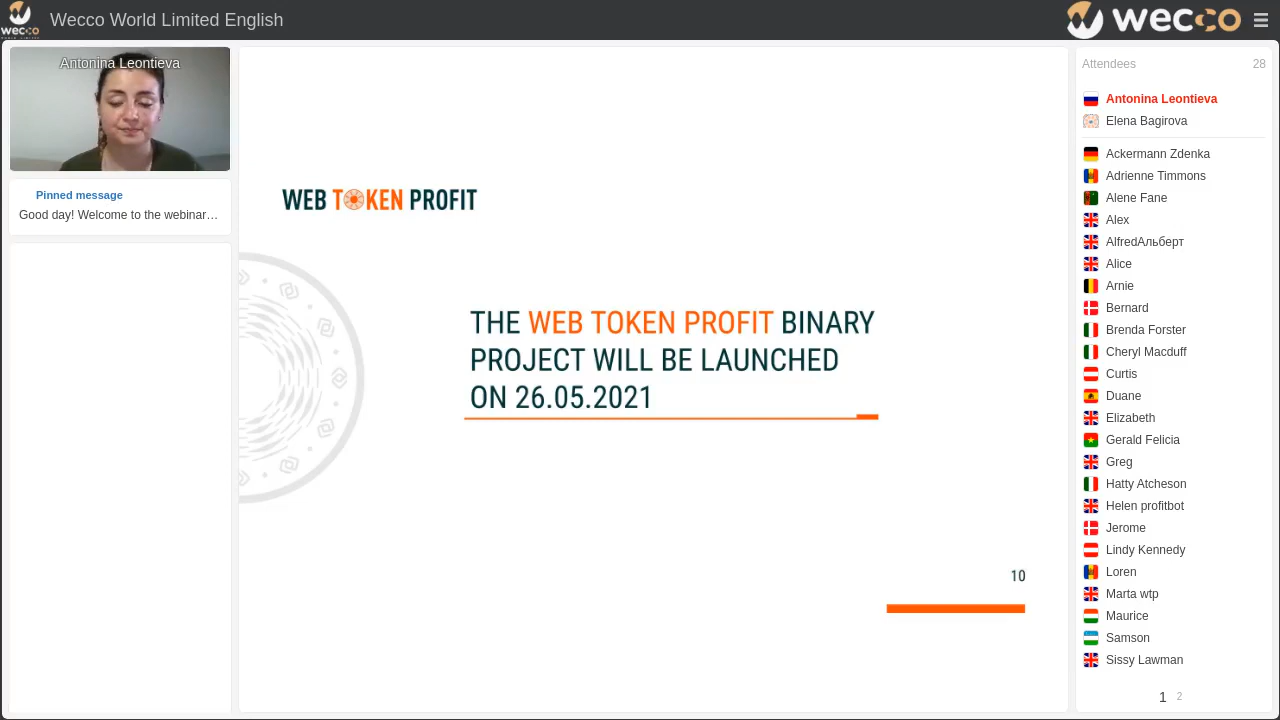 wecco
WORLD LIMITED
Wecco World Limited English
wecco
Antonina Leontieva
Pinned message
Good day! Welcome to the webinar…
WEB TOKEN PROFIT
THE WEB TOKEN PROFIT BINARY
PROJECT WILL BE LAUNCHED
ON 26.05.2021
10
Attendees 28
Antonina Leontieva
Elena Bagirova
Ackermann Zdenka
Adrienne Timmons
Alene Fane
Alex
AlfredАльберт
Alice
Arnie
Bernard
Brenda Forster
Cheryl Macduff
Curtis
Duane
Elizabeth
Gerald Felicia
Greg
Hatty Atcheson
Helen profitbot
Jerome
Lindy Kennedy
Loren
Marta wtp
Maurice
Samson
Sissy Lawman
1 2